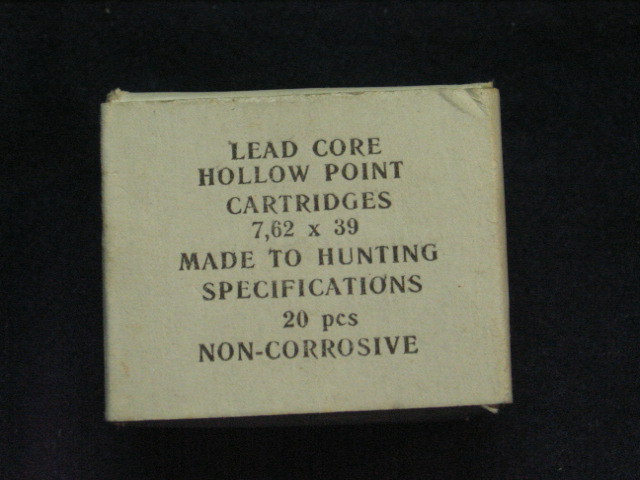 LEAD CORE
HOLLOW POINT
CARTRIDGES
7,62 x 39
MADE TO HUNTING
SPECIFICATIONS
20 pcs
NON-CORROSIVE